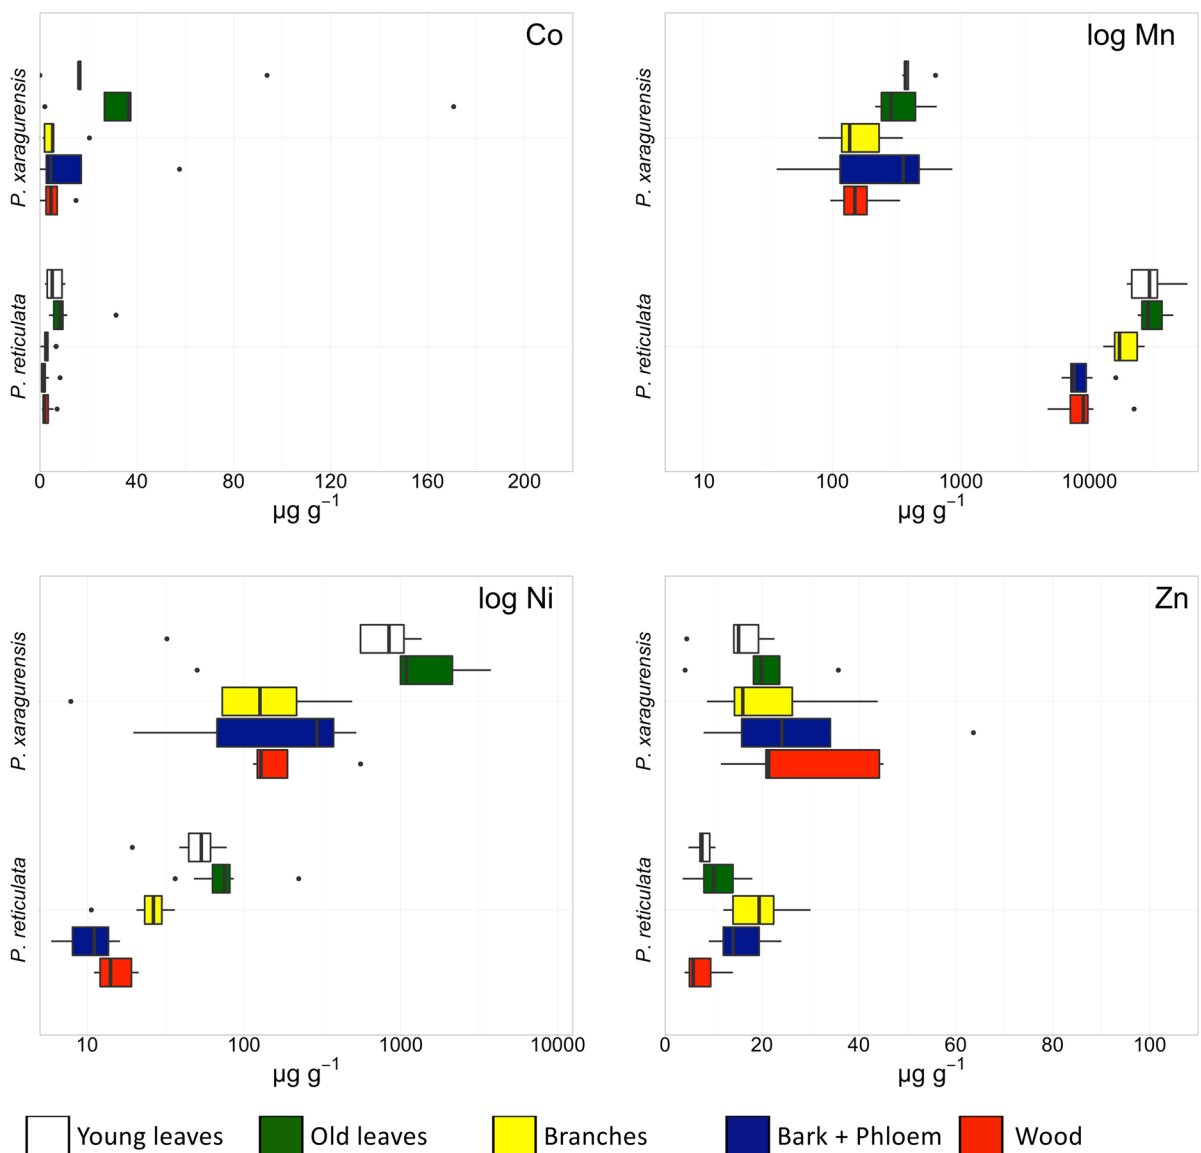 Co
P. xaragurensis
P. reticulata
0 40 80 120 160 200
µg g−1
log Mn
P. xaragurensis
P. reticulata
10 100 1000 10000
µg g−1
log Ni
P. xaragurensis
P. reticulata
10 100 1000 10000
µg g−1
Zn
P. xaragurensis
P. reticulata
0 20 40 60 80 100
µg g−1
Young leaves Old leaves Branches Bark + Phloem Wood